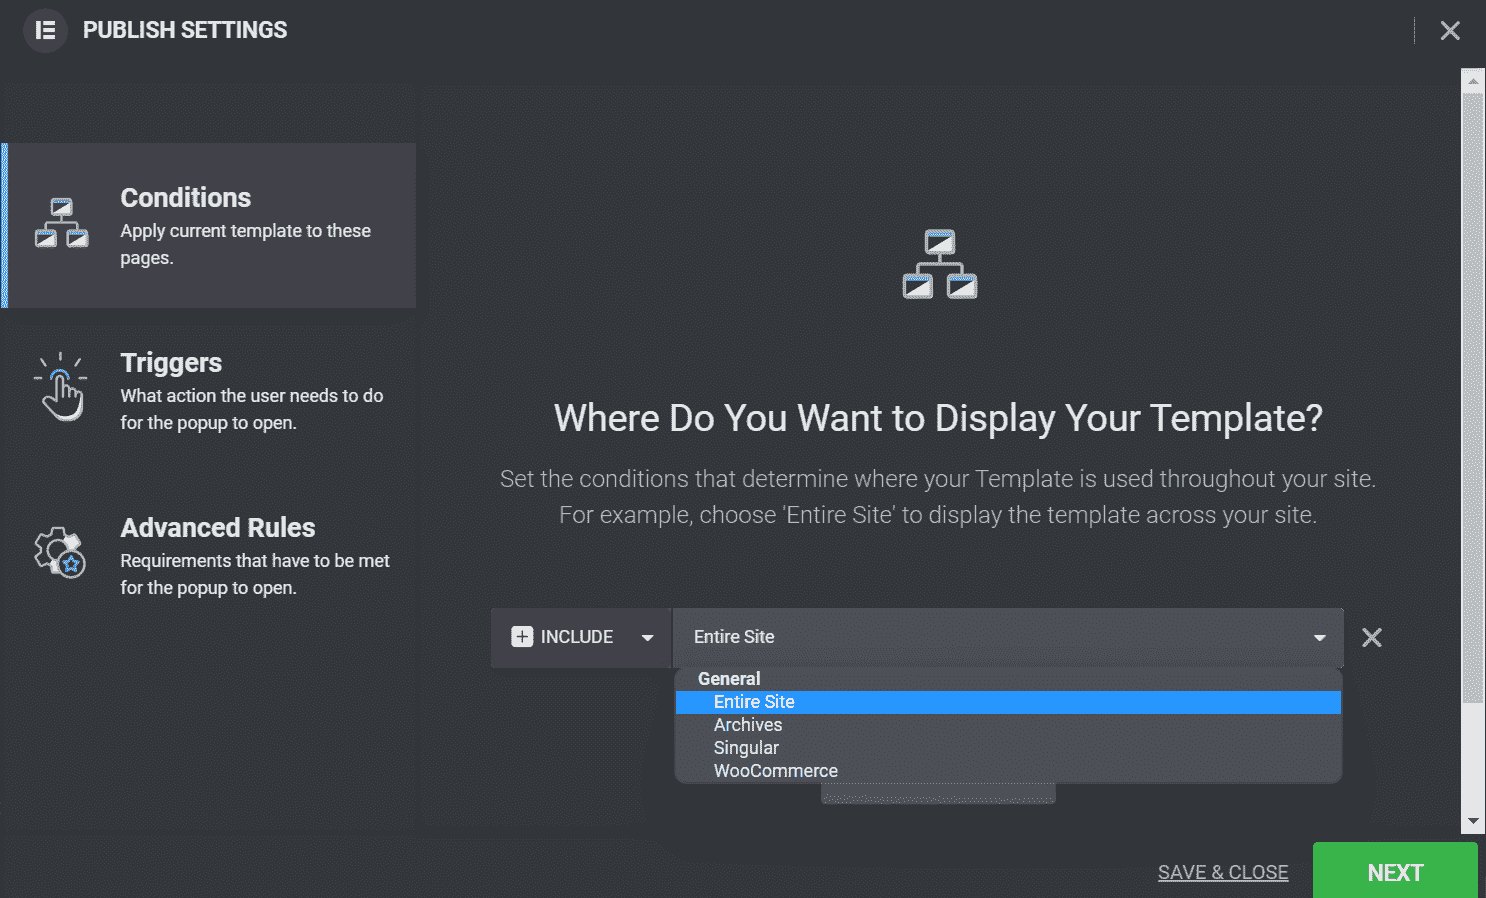 PUBLISH SETTINGS
Conditions
Apply current template to these
pages.
Triggers
What action the user needs to do
for the popup to open.
Advanced Rules
Requirements that have to be met
for the popup to open.
Where Do You Want to Display Your Template?
Set the conditions that determine where your Template is used throughout your site.
For example, choose 'Entire Site' to display the template across your site.
INCLUDE
Entire Site
General
Entire Site
Archives
Singular
WooCommerce
SAVE & CLOSE
NEXT